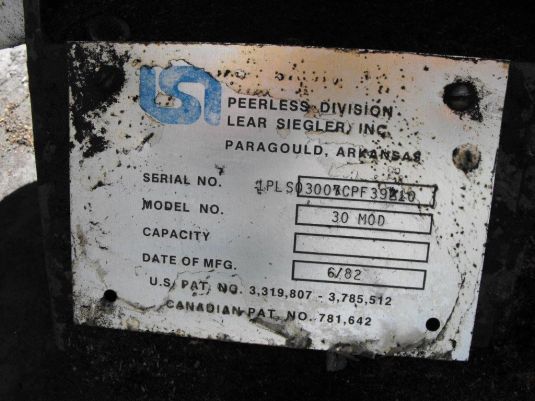 LSI
PEERLESS DIVISION
LEAR SIEGLER, INC
PARAGOULD, ARKANSAS
SERIAL NO.
MODEL NO. 30 MOD
CAPACITY
DATE OF MFG. 6/82
U.S. PAT. NO. 3,319,807 - 3,785,512
CANADIAN PAT. NO. 781,642